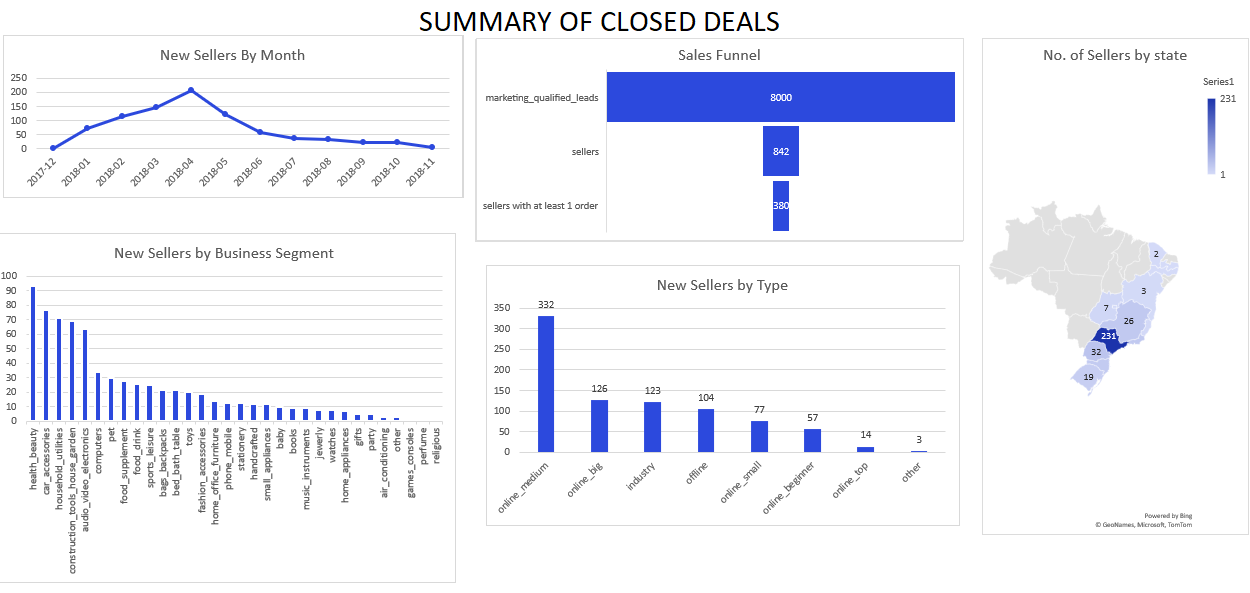 SUMMARY OF CLOSED DEALS
New Sellers By Month
250
200
150
100
50
0
2017-12
2018-01
2018-02
2018-03
2018-04
2018-05
2018-06
2018-07
2018-08
2018-09
2018-10
2018-11
Sales Funnel
marketing_qualified_leads
8000
sellers
842
sellers with at least 1 order
380
No. of Sellers by state
Series1
231
1
2
3
7
26
231
32
19
Powered by Bing
© GeoNames, Microsoft, TomTom
New Sellers by Business Segment
100
90
80
70
60
50
40
30
20
10
0
health_beauty
car_accessories
household_utilities
construction_tools_house_garden
audio_video_electronics
computers
pet
food_supplement
food_drink
sports_leisure
bags_backpacks
bed_bath_table
toys
fashion_accessories
home_office_furniture
phone_mobile
stationery
handcrafted
small_appliances
baby
books
music_instruments
jewerly
watches
home_appliances
gifts
party
air_conditioning
other
games_consoles
perfume
religious
New Sellers by Type
350
300
250
200
150
100
50
0
332
126
123
104
77
57
14
3
online_medium
online_big
industry
offline
online_small
online_beginner
online_top
other